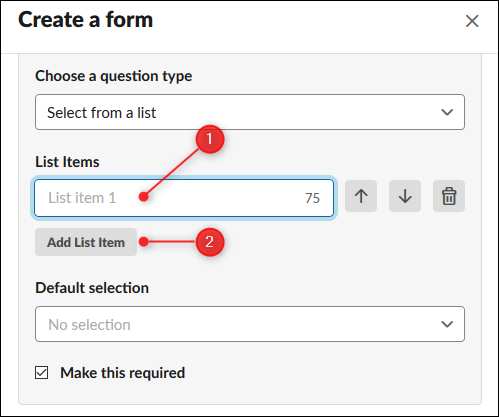 Create a form
Choose a question type
Select from a list
1
List Items
List item 1 75
Add List Item 2
Default selection
No selection
Make this required